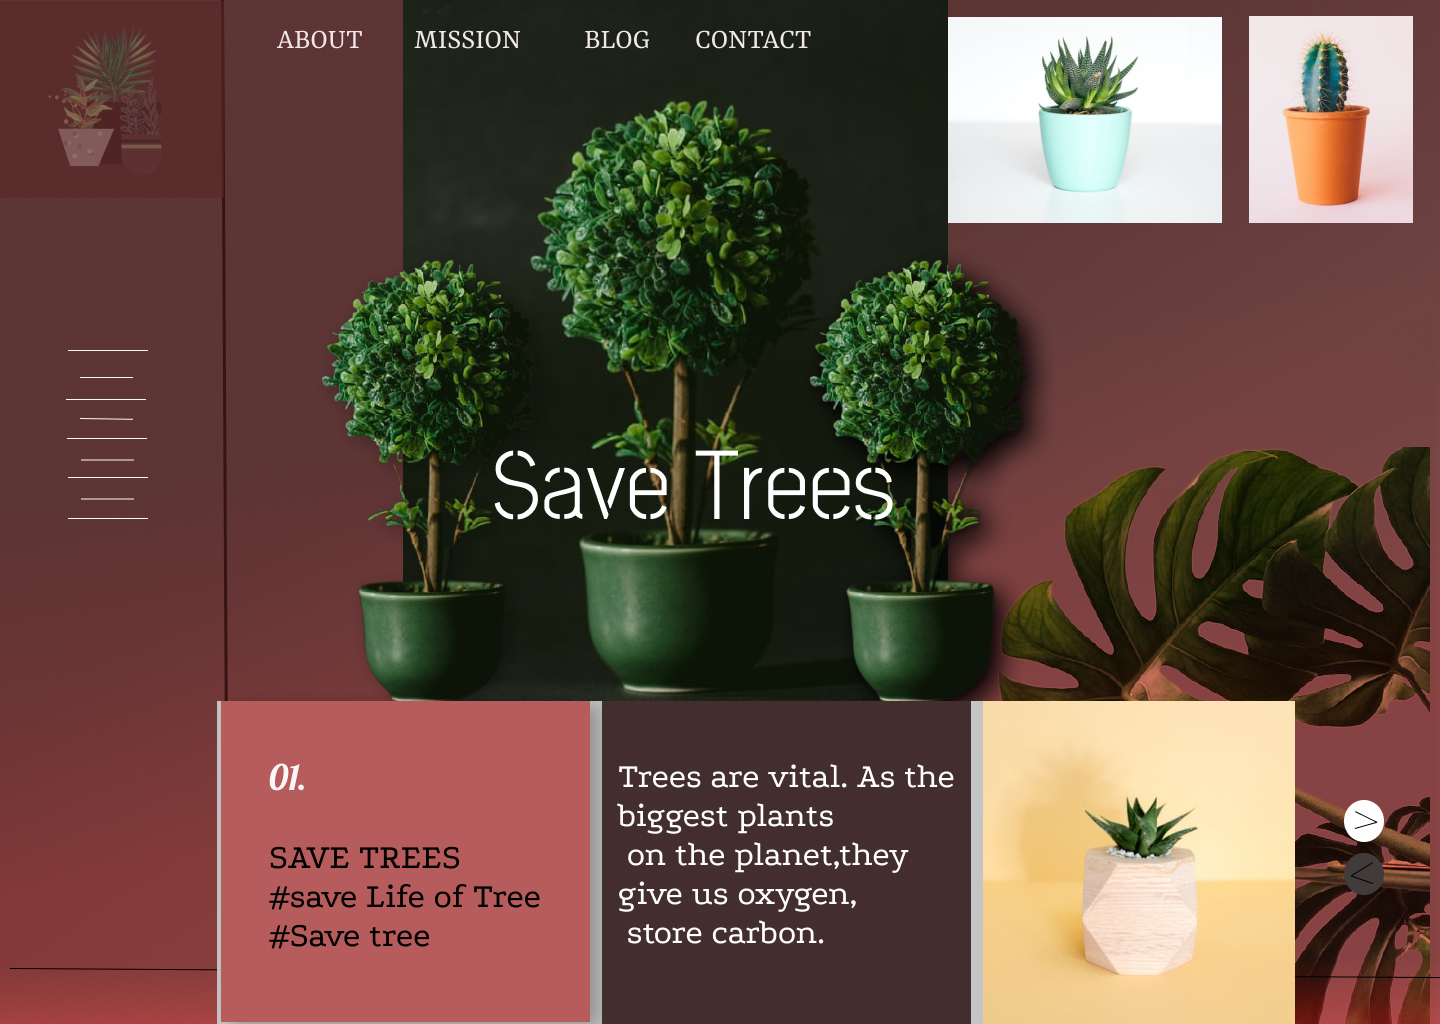 ABOUT MISSION BLOG CONTACT
Save Trees
01.
SAVE TREES
#save Life of Tree
#Save tree
Trees are vital. As the
biggest plants
on the planet,they
give us oxygen,
store carbon.
>
<